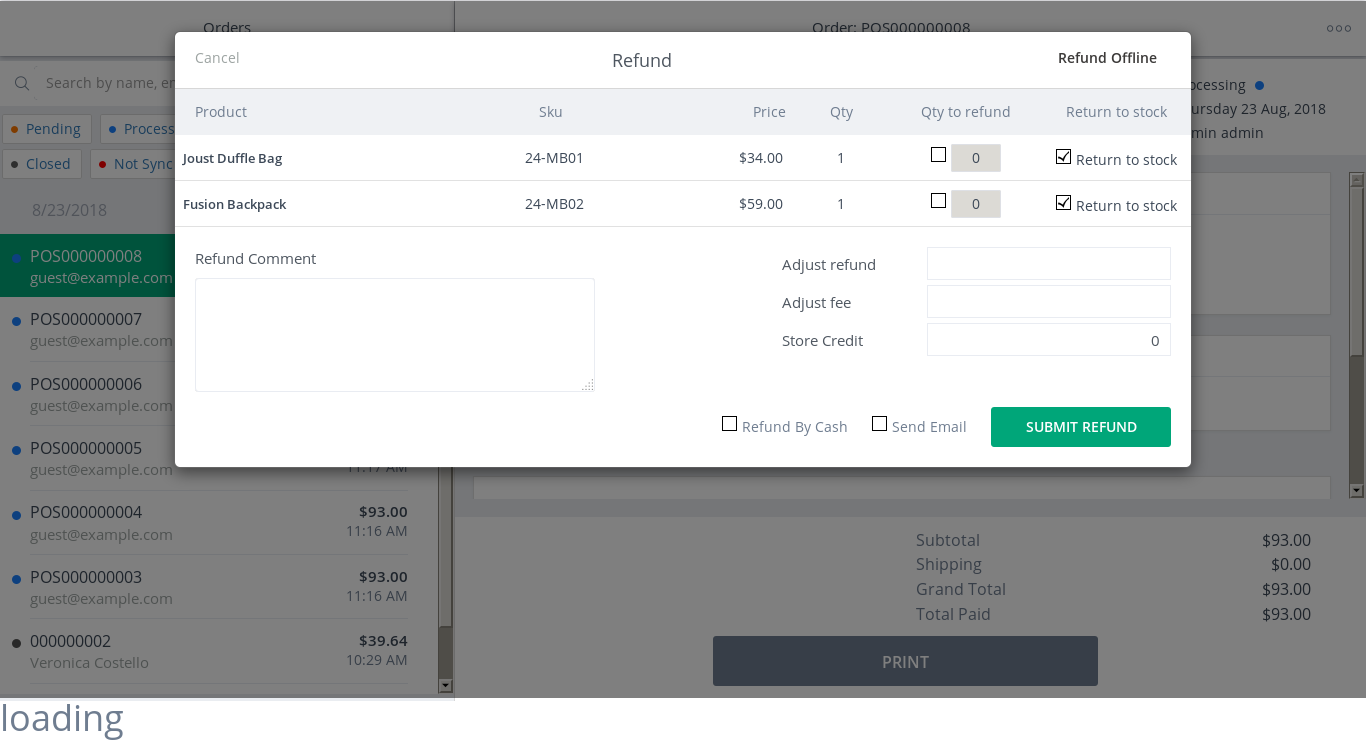 Orders
Order: POS000000008
Search by name, en
Pending
Process
Closed
Not Sync
8/23/2018
POS000000008
guest@example.com
POS000000007
guest@example.com
POS000000006
guest@example.com
POS000000005
guest@example.com
11:17 AM
POS000000004
$93.00
guest@example.com
11:16 AM
POS000000003
$93.00
guest@example.com
11:16 AM
000000002
$39.64
Veronica Costello
10:29 AM
Cancel
Refund
Refund Offline
Product Sku Price Qty Qty to refund Return to stock
Joust Duffle Bag 24-MB01 $34.00 1 0 Return to stock
Fusion Backpack 24-MB02 $59.00 1 0 Return to stock
Refund Comment
Adjust refund
Adjust fee
Store Credit 0
Refund By Cash
Send Email
SUBMIT REFUND
ocessing
ursday 23 Aug, 2018
min admin
Subtotal $93.00
Shipping $0.00
Grand Total $93.00
Total Paid $93.00
PRINT
loading